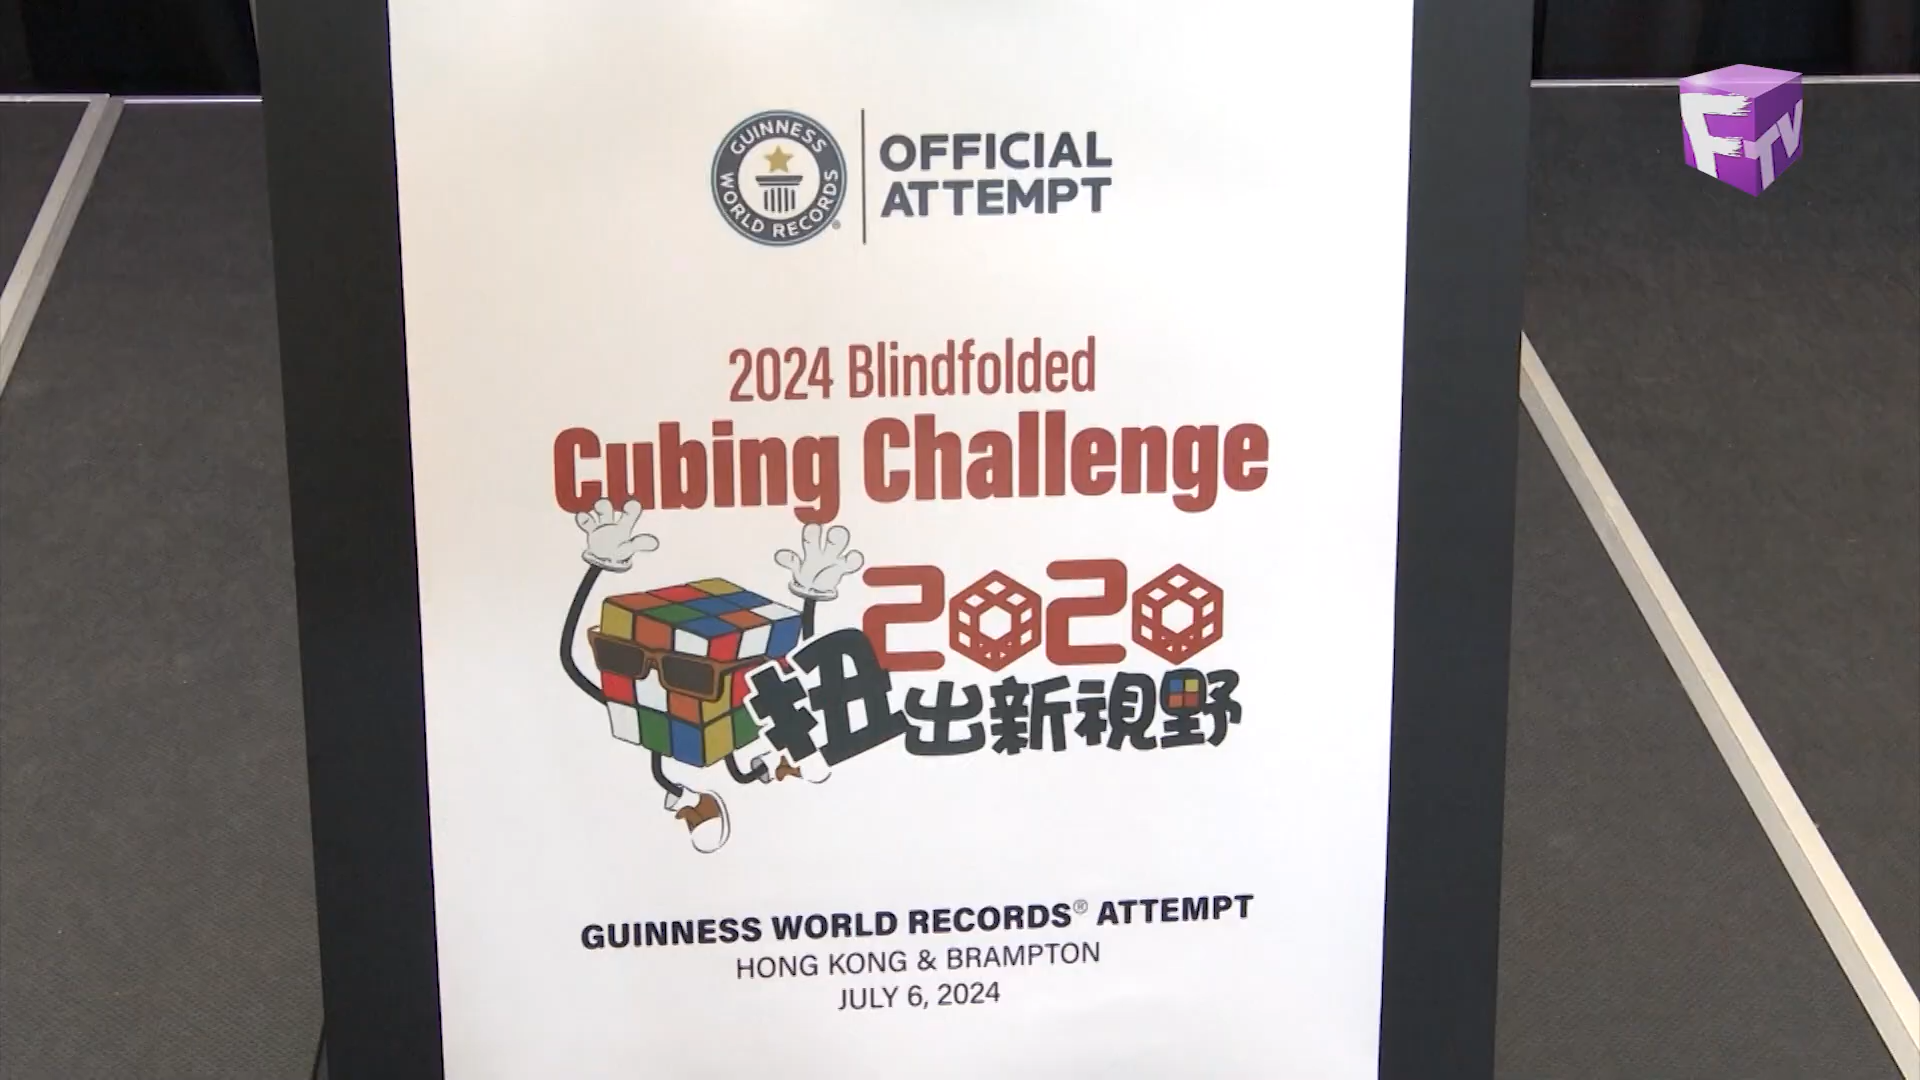 FTV
GUINNESS WORLD RECORDS
OFFICIAL
ATTEMPT
2024 Blindfolded
Cubing Challenge
2020
扭出新視野
GUINNESS WORLD RECORDS® ATTEMPT
HONG KONG & BRAMPTON
JULY 6, 2024